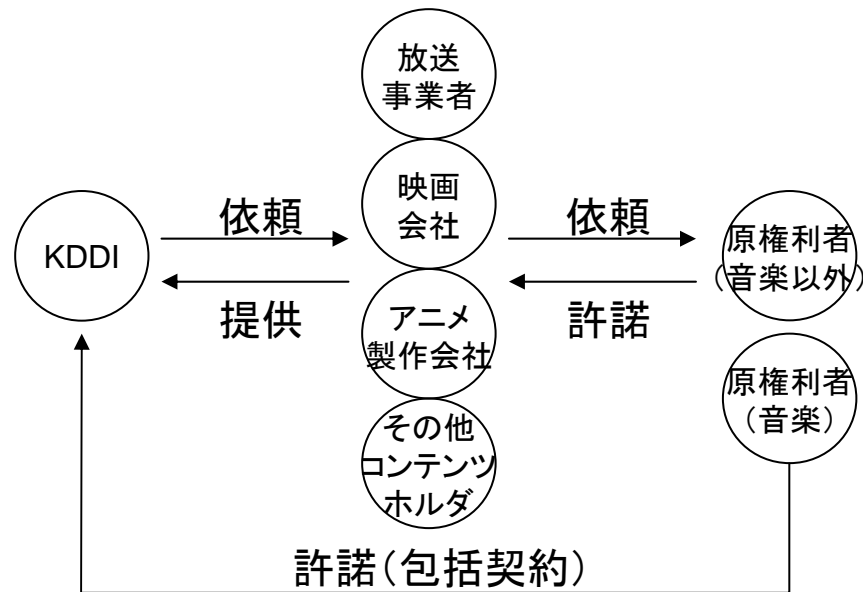 放送
事業者
映画
会社
依頼
依頼
KDDI
原権利者
（音楽以外）
提供
アニメ
製作会社
許諾
原権利者
（音楽）
その他
コンテンツ
ホルダ
許諾（包括契約）